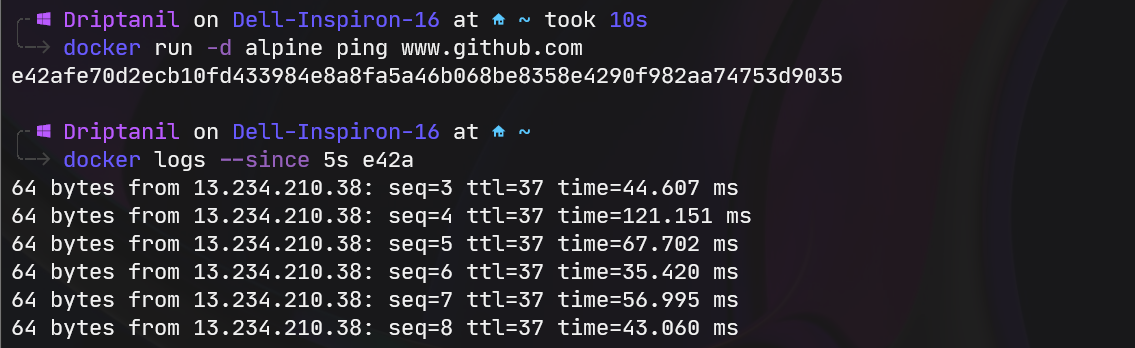 Driptanil on Dell-Inspiron-16 at ~ took 10s
docker run -d alpine ping www.github.com
e42afe70d2ecb10fd433984e8a8fa5a46b068be8358e4290f982aa74753d9035
Driptanil on Dell-Inspiron-16 at ~
docker logs --since 5s e42a
64 bytes from 13.234.210.38: seq=3 ttl=37 time=44.607 ms
64 bytes from 13.234.210.38: seq=4 ttl=37 time=121.151 ms
64 bytes from 13.234.210.38: seq=5 ttl=37 time=67.702 ms
64 bytes from 13.234.210.38: seq=6 ttl=37 time=35.420 ms
64 bytes from 13.234.210.38: seq=7 ttl=37 time=56.995 ms
64 bytes from 13.234.210.38: seq=8 ttl=37 time=43.060 ms